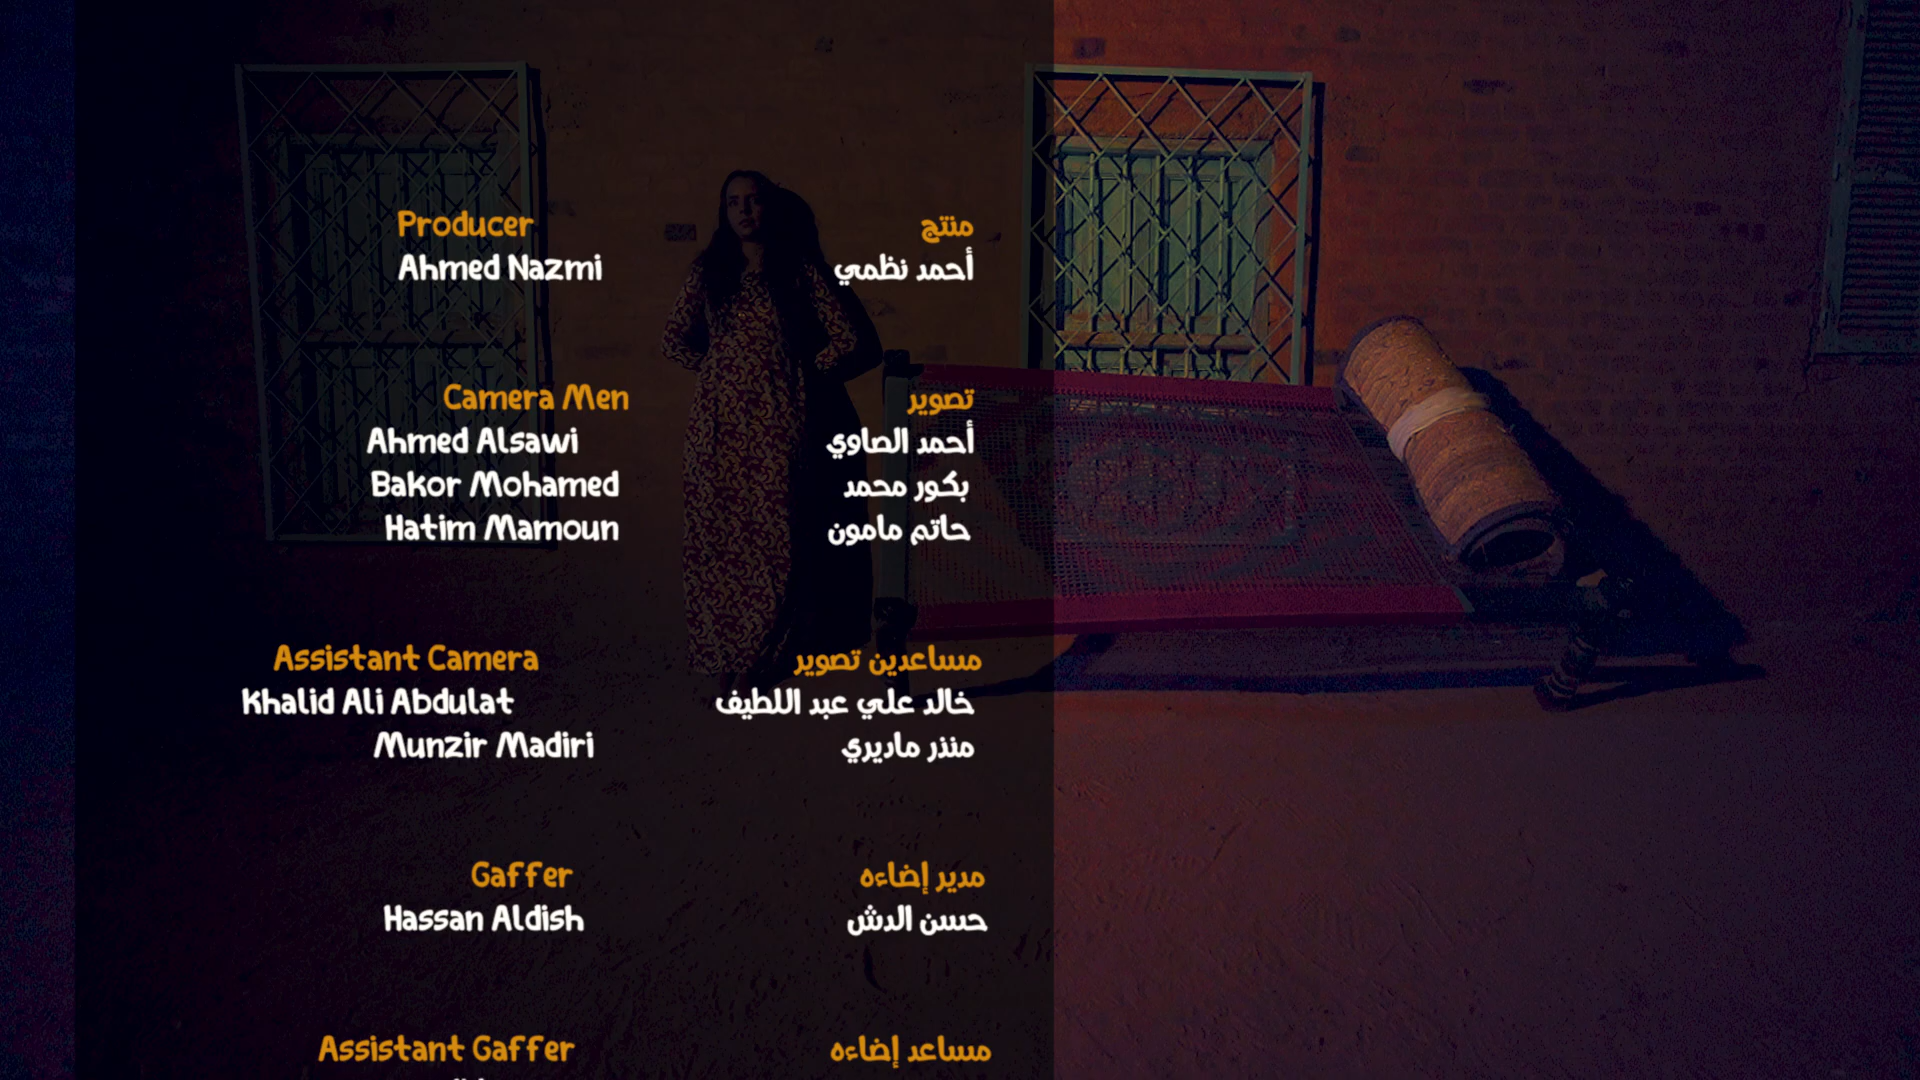 Producer منتج
Ahmed Nazmi أحمد نظمي
Camera Men تصوير
Ahmed Alsawi أحمد الصاوي
Bakor Mohamed بكور محمد
Hatim Mamoun حاتم مامون
Assistant Camera مساعدين تصوير
Khalid Ali Abdulat خالد علي عبد اللطيف
Munzir Madiri منذر ماديري
Gaffer مدير إضاءه
Hassan Aldish حسن الدش
Assistant Gaffer مساعد إضاءه